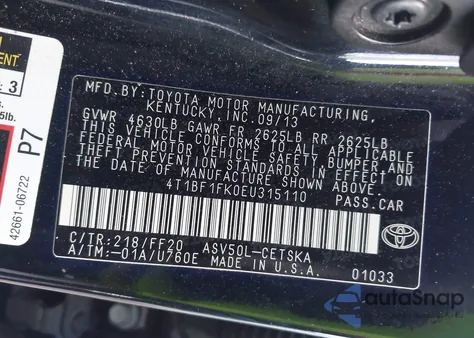 MFD.BY:TOYOTA MOTOR MANUFACTURING,
KENTUCKY,INC.09/13
GVWR 4630LB GAWR FR 2625LB RR 2625LB
THIS VEHICLE CONFORMS TO ALL APPLICABLE
FEDERAL MOTOR VEHICLE SAFETY,BUMPER,AND
THEFT PREVENTION STANDARDS IN EFFECT
ON THE DATE OF MANUFACTURE SHOWN ABOVE.
4T1BF1FK0EU315110
PASS.CAR
C/TR:218/FF20 ASV50L-CETSKA
A/TM:-01A/U760E MADE IN U.S.A.
01033
TOYOTA
P7
42661-06722
3
autoSnap